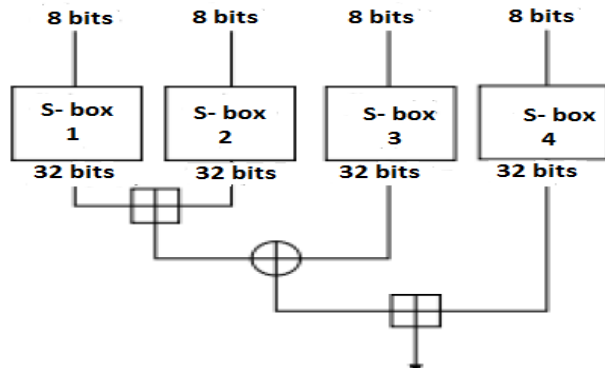 8 bits 8 bits 8 bits 8 bits
S- box S- box S- box S- box
1 2 3 4
32 bits 32 bits 32 bits 32 bits